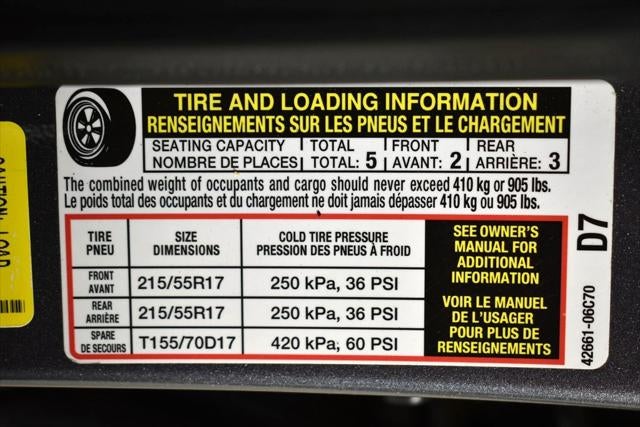 TIRE AND LOADING INFORMATION
RENSEIGNEMENTS SUR LES PNEUS ET LE CHARGEMENT
SEATING CAPACITY | TOTAL | FRONT | REAR
NOMBRE DE PLACES | TOTAL: 5 | AVANT: 2 | ARRIÈRE: 3
The combined weight of occupants and cargo should never exceed 410 kg or 905 lbs.
Le poids total des occupants et du chargement ne doit jamais dépasser 410 kg ou 905 lbs.
TIRE
PNEU
SIZE
DIMENSIONS
COLD TIRE PRESSURE
PRESSION DES PNEUS À FROID
FRONT
AVANT
215/55R17
250 kPa, 36 PSI
REAR
ARRIÈRE
215/55R17
250 kPa, 36 PSI
SPARE
DE SECOURS
T155/70D17
420 kPa, 60 PSI
SEE OWNER'S
MANUAL FOR
ADDITIONAL
INFORMATION
VOIR LE MANUEL
DE L'USAGER
POUR PLUS DE
RENSEIGNEMENTS
D7
42661-06C70
CAUTION: LOAD